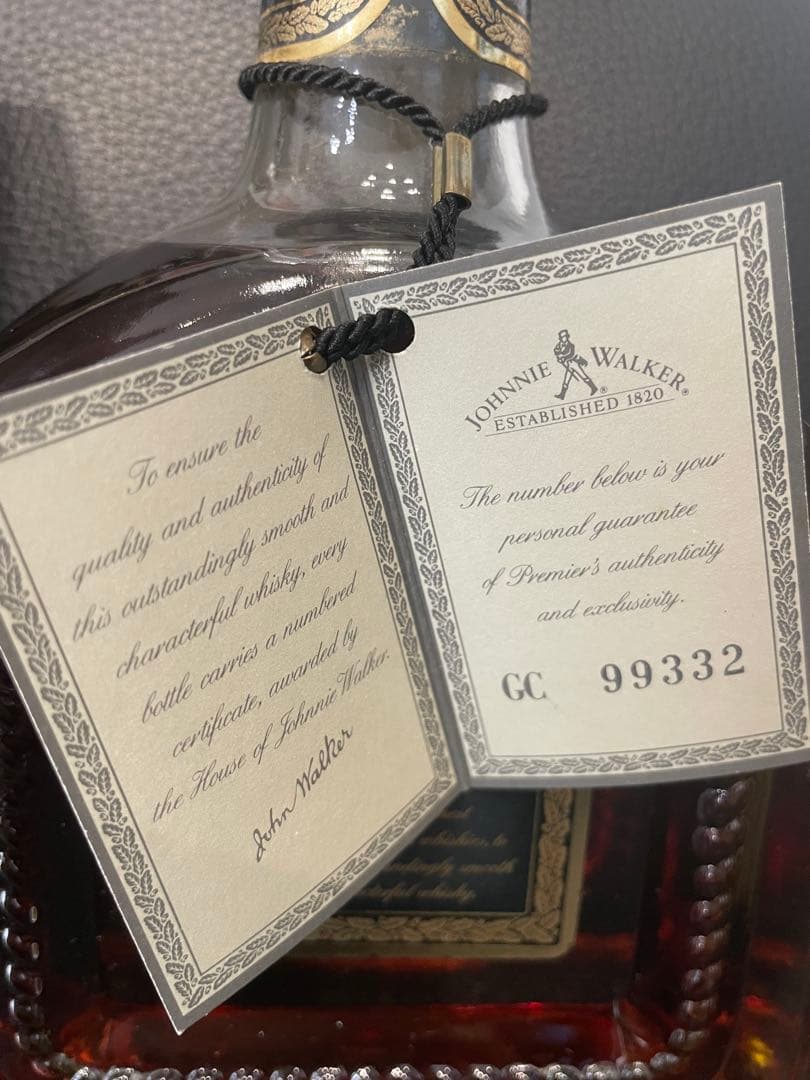 To ensure the
quality and authenticity of
this outstandingly smooth and
characterful whisky, every
bottle carries a numbered
certificate, awarded by
the House of Johnnie Walker.
John Walker
JOHNNIE WALKER®
ESTABLISHED 1820
The number below is your
personal guarantee
of Premier's authenticity
and exclusivity.
GC 99332
smooth
whisky.